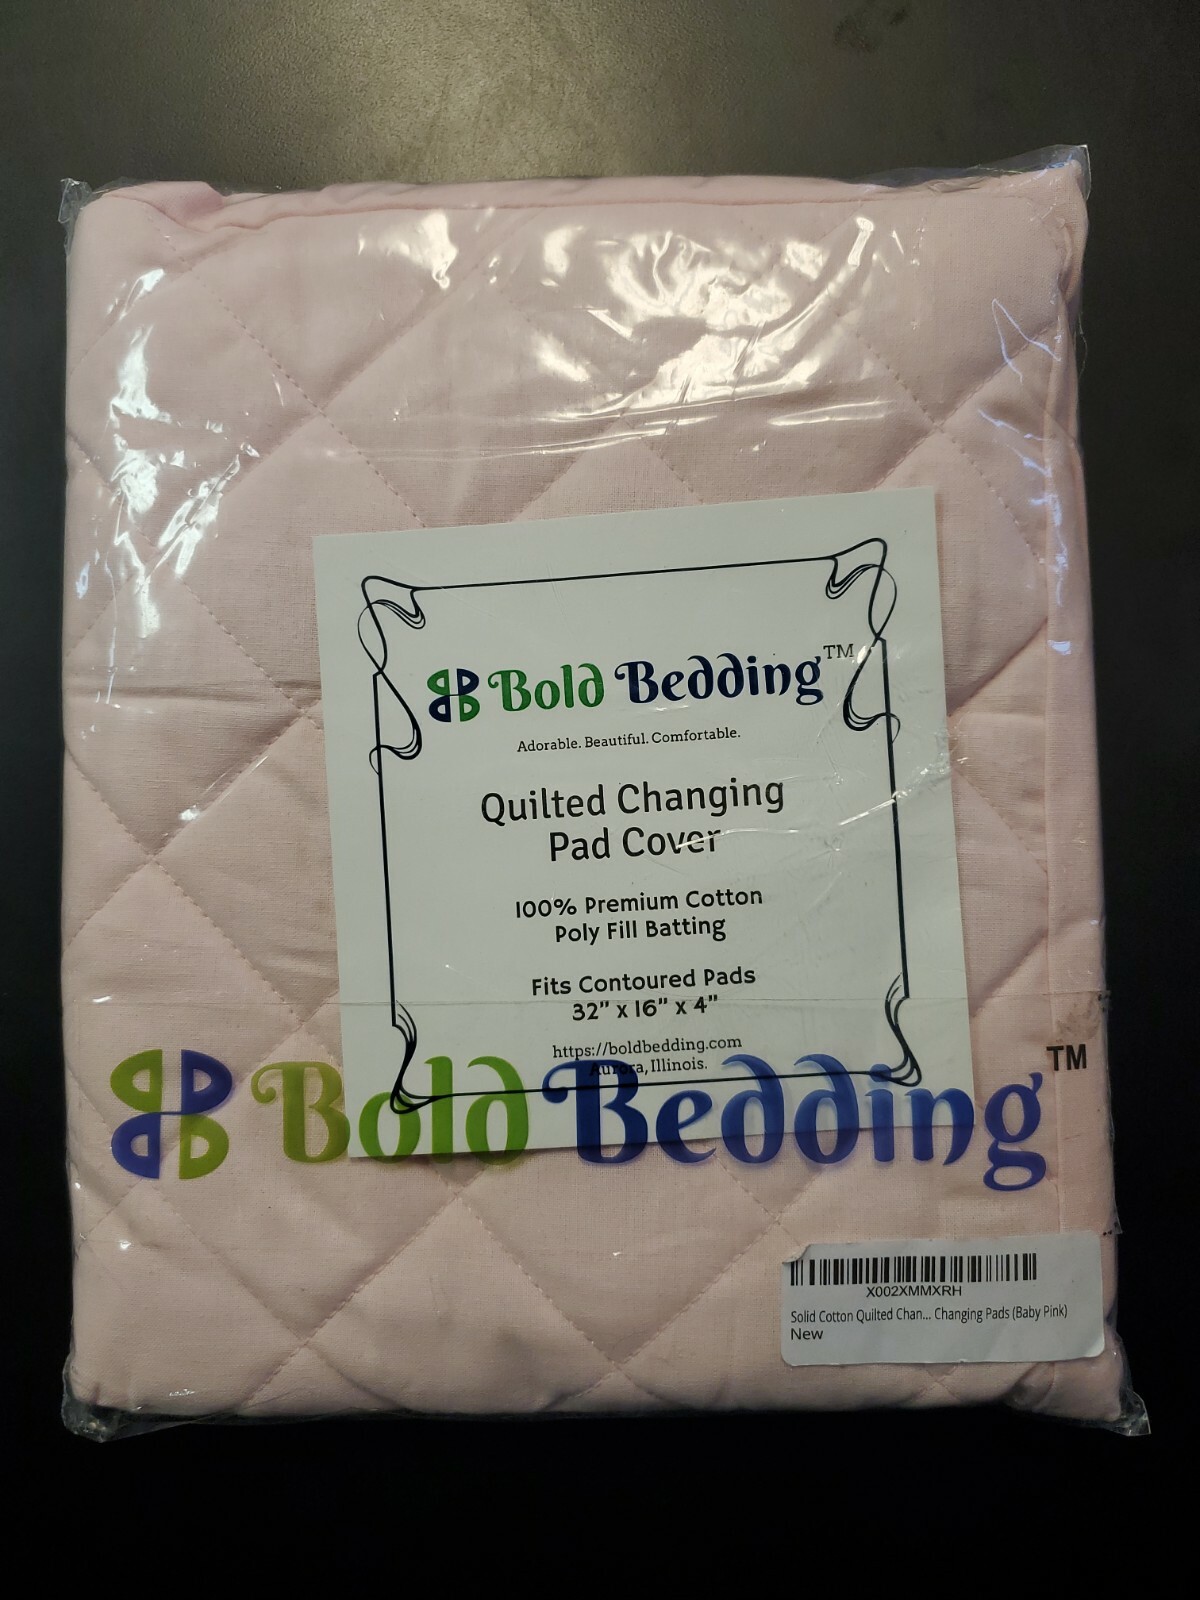 Bold Bedding™
Adorable. Beautiful. Comfortable.
Quilted Changing
Pad Cover
100% Premium Cotton
Poly Fill Batting
Fits Contoured Pads
32" x 16" x 4"
https://boldbedding.com
Aurora, Illinois.
Bold Bedding™
X002XMMXRH
Solid Cotton Quilted Chan... Changing Pads (Baby Pink)
New